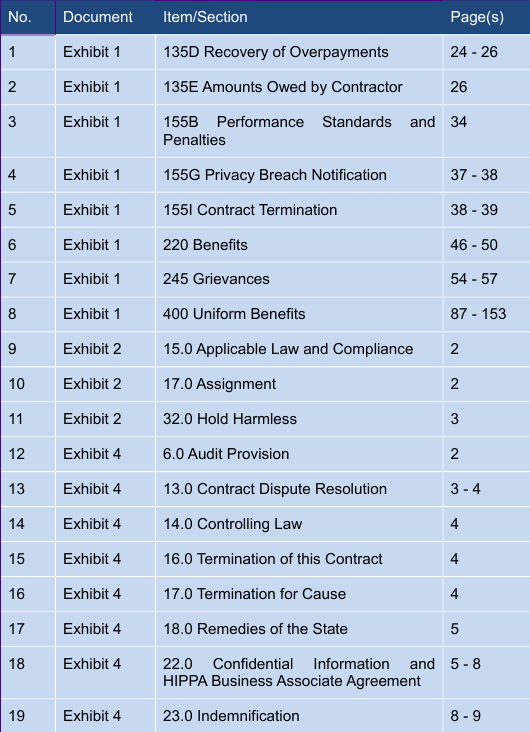 No. Document Item/Section Page(s)
1 Exhibit 1 135D Recovery of Overpayments 24 - 26
2 Exhibit 1 135E Amounts Owed by Contractor 26
3 Exhibit 1 155B Performance Standards and 34
Penalties
4 Exhibit 1 155G Privacy Breach Notification 37 - 38
5 Exhibit 1 155I Contract Termination 38 - 39
6 Exhibit 1 220 Benefits 46 - 50
7 Exhibit 1 245 Grievances 54 - 57
8 Exhibit 1 400 Uniform Benefits 87 - 153
9 Exhibit 2 15.0 Applicable Law and Compliance 2
10 Exhibit 2 17.0 Assignment 2
11 Exhibit 2 32.0 Hold Harmless 3
12 Exhibit 4 6.0 Audit Provision 2
13 Exhibit 4 13.0 Contract Dispute Resolution 3 - 4
14 Exhibit 4 14.0 Controlling Law 4
15 Exhibit 4 16.0 Termination of this Contract 4
16 Exhibit 4 17.0 Termination for Cause 4
17 Exhibit 4 18.0 Remedies of the State 5
18 Exhibit 4 22.0 Confidential Information and 5 - 8
HIPPA Business Associate Agreement
19 Exhibit 4 23.0 Indemnification 8 - 9